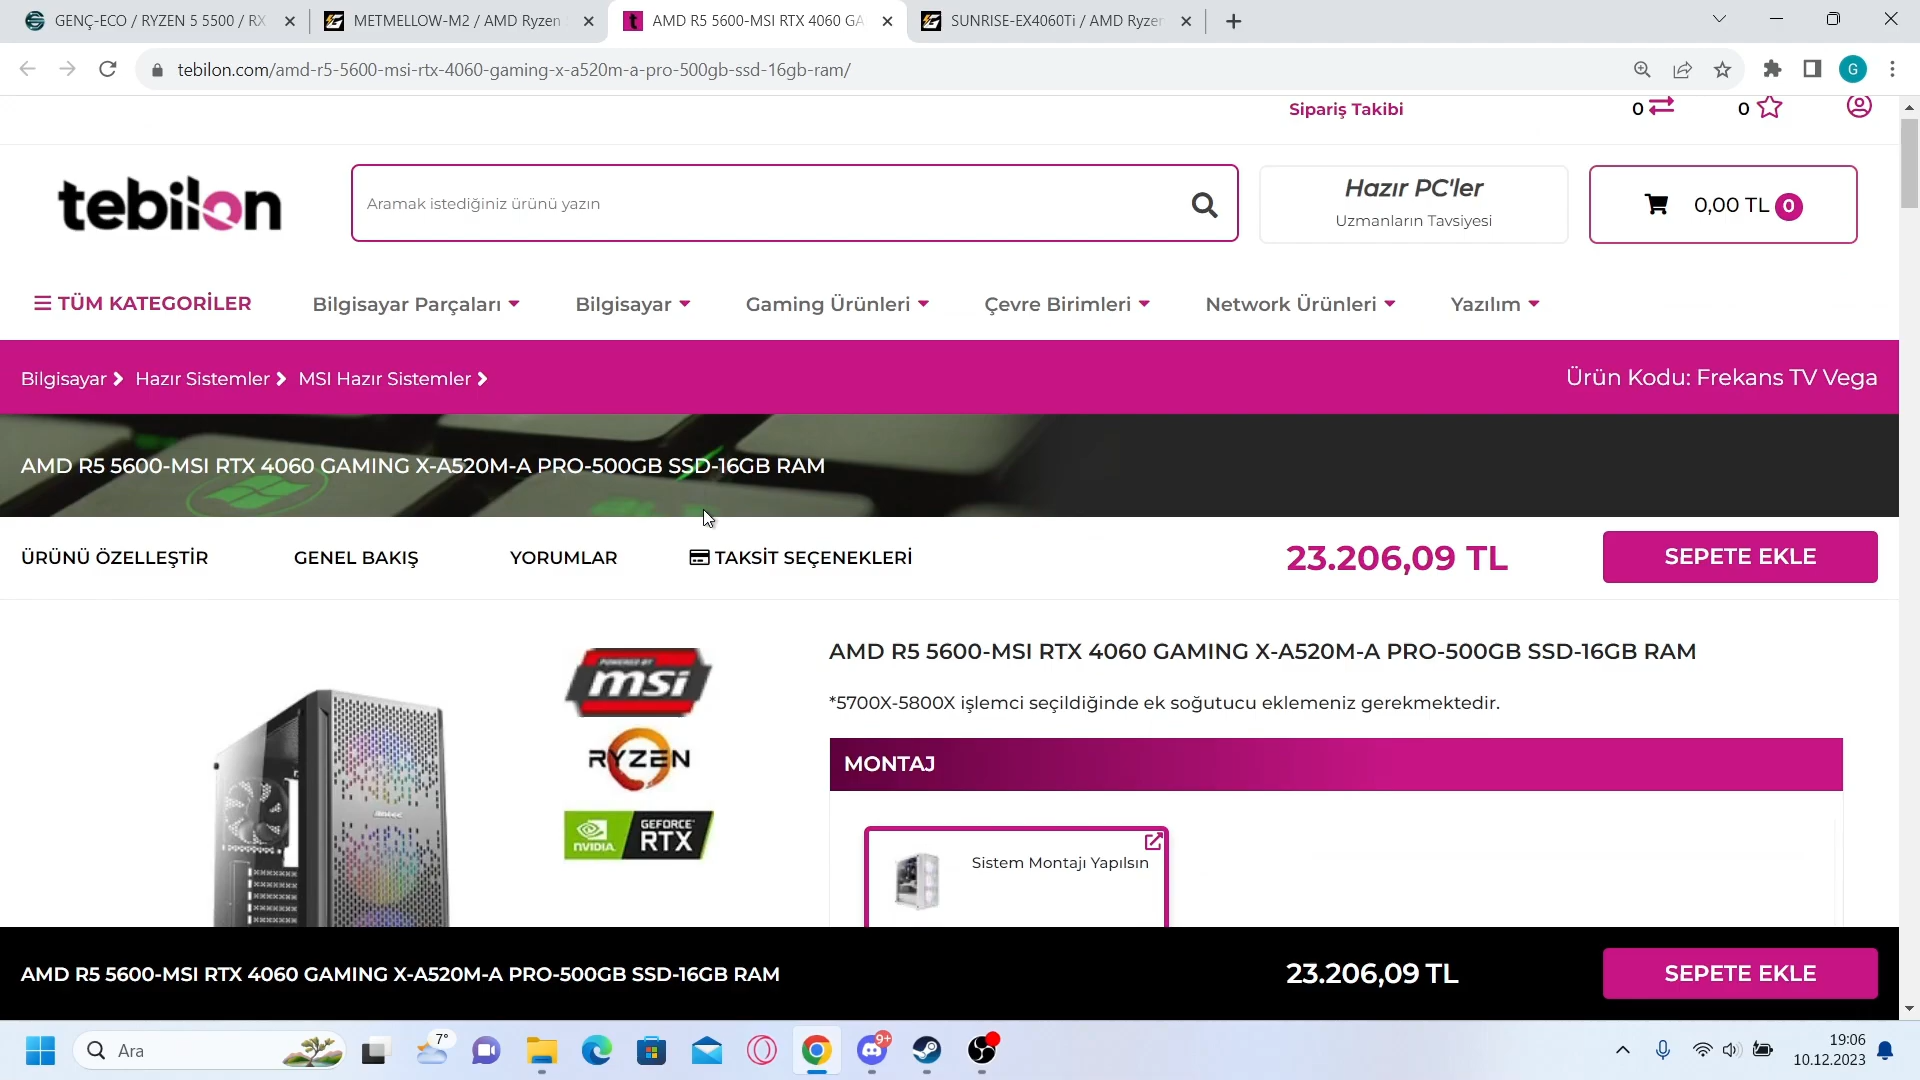 GENÇ-ECO / RYZEN 5 5500 / RX
METMELLOW-M2 / AMD Ryzen
AMD R5 5600-MSI RTX 4060 GA
SUNRISE-EX4060Ti / AMD Ryzen
tebilon.com/amd-r5-5600-msi-rtx-4060-gaming-x-a520m-a-pro-500gb-ssd-16gb-ram/
G
Sipariş Takibi
0
0
tebilon
Aramak istediğiniz ürünü yazın
Hazır PC'ler
Uzmanların Tavsiyesi
0,00 TL 0
TÜM KATEGORİLER
Bilgisayar Parçaları
Bilgisayar
Gaming Ürünleri
Çevre Birimleri
Network Ürünleri
Yazılım
Bilgisayar
Hazır Sistemler
MSI Hazır Sistemler
Ürün Kodu: Frekans TV Vega
AMD R5 5600-MSI RTX 4060 GAMING X-A520M-A PRO-500GB SSD-16GB RAM
ÜRÜNÜ ÖZELLEŞTİR
GENEL BAKIŞ
YORUMLAR
TAKSİT SEÇENEKLERİ
23.206,09 TL
SEPETE EKLE
POWERED BY
msi
RYZEN
NVIDIA
GEFORCE
RTX
Antec
AMD R5 5600-MSI RTX 4060 GAMING X-A520M-A PRO-500GB SSD-16GB RAM
*5700X-5800X işlemci seçildiğinde ek soğutucu eklemeniz gerekmektedir.
MONTAJ
Sistem Montajı Yapılsın
AMD R5 5600-MSI RTX 4060 GAMING X-A520M-A PRO-500GB SSD-16GB RAM
23.206,09 TL
SEPETE EKLE
Ara
7°
9+
19:06
10.12.2023